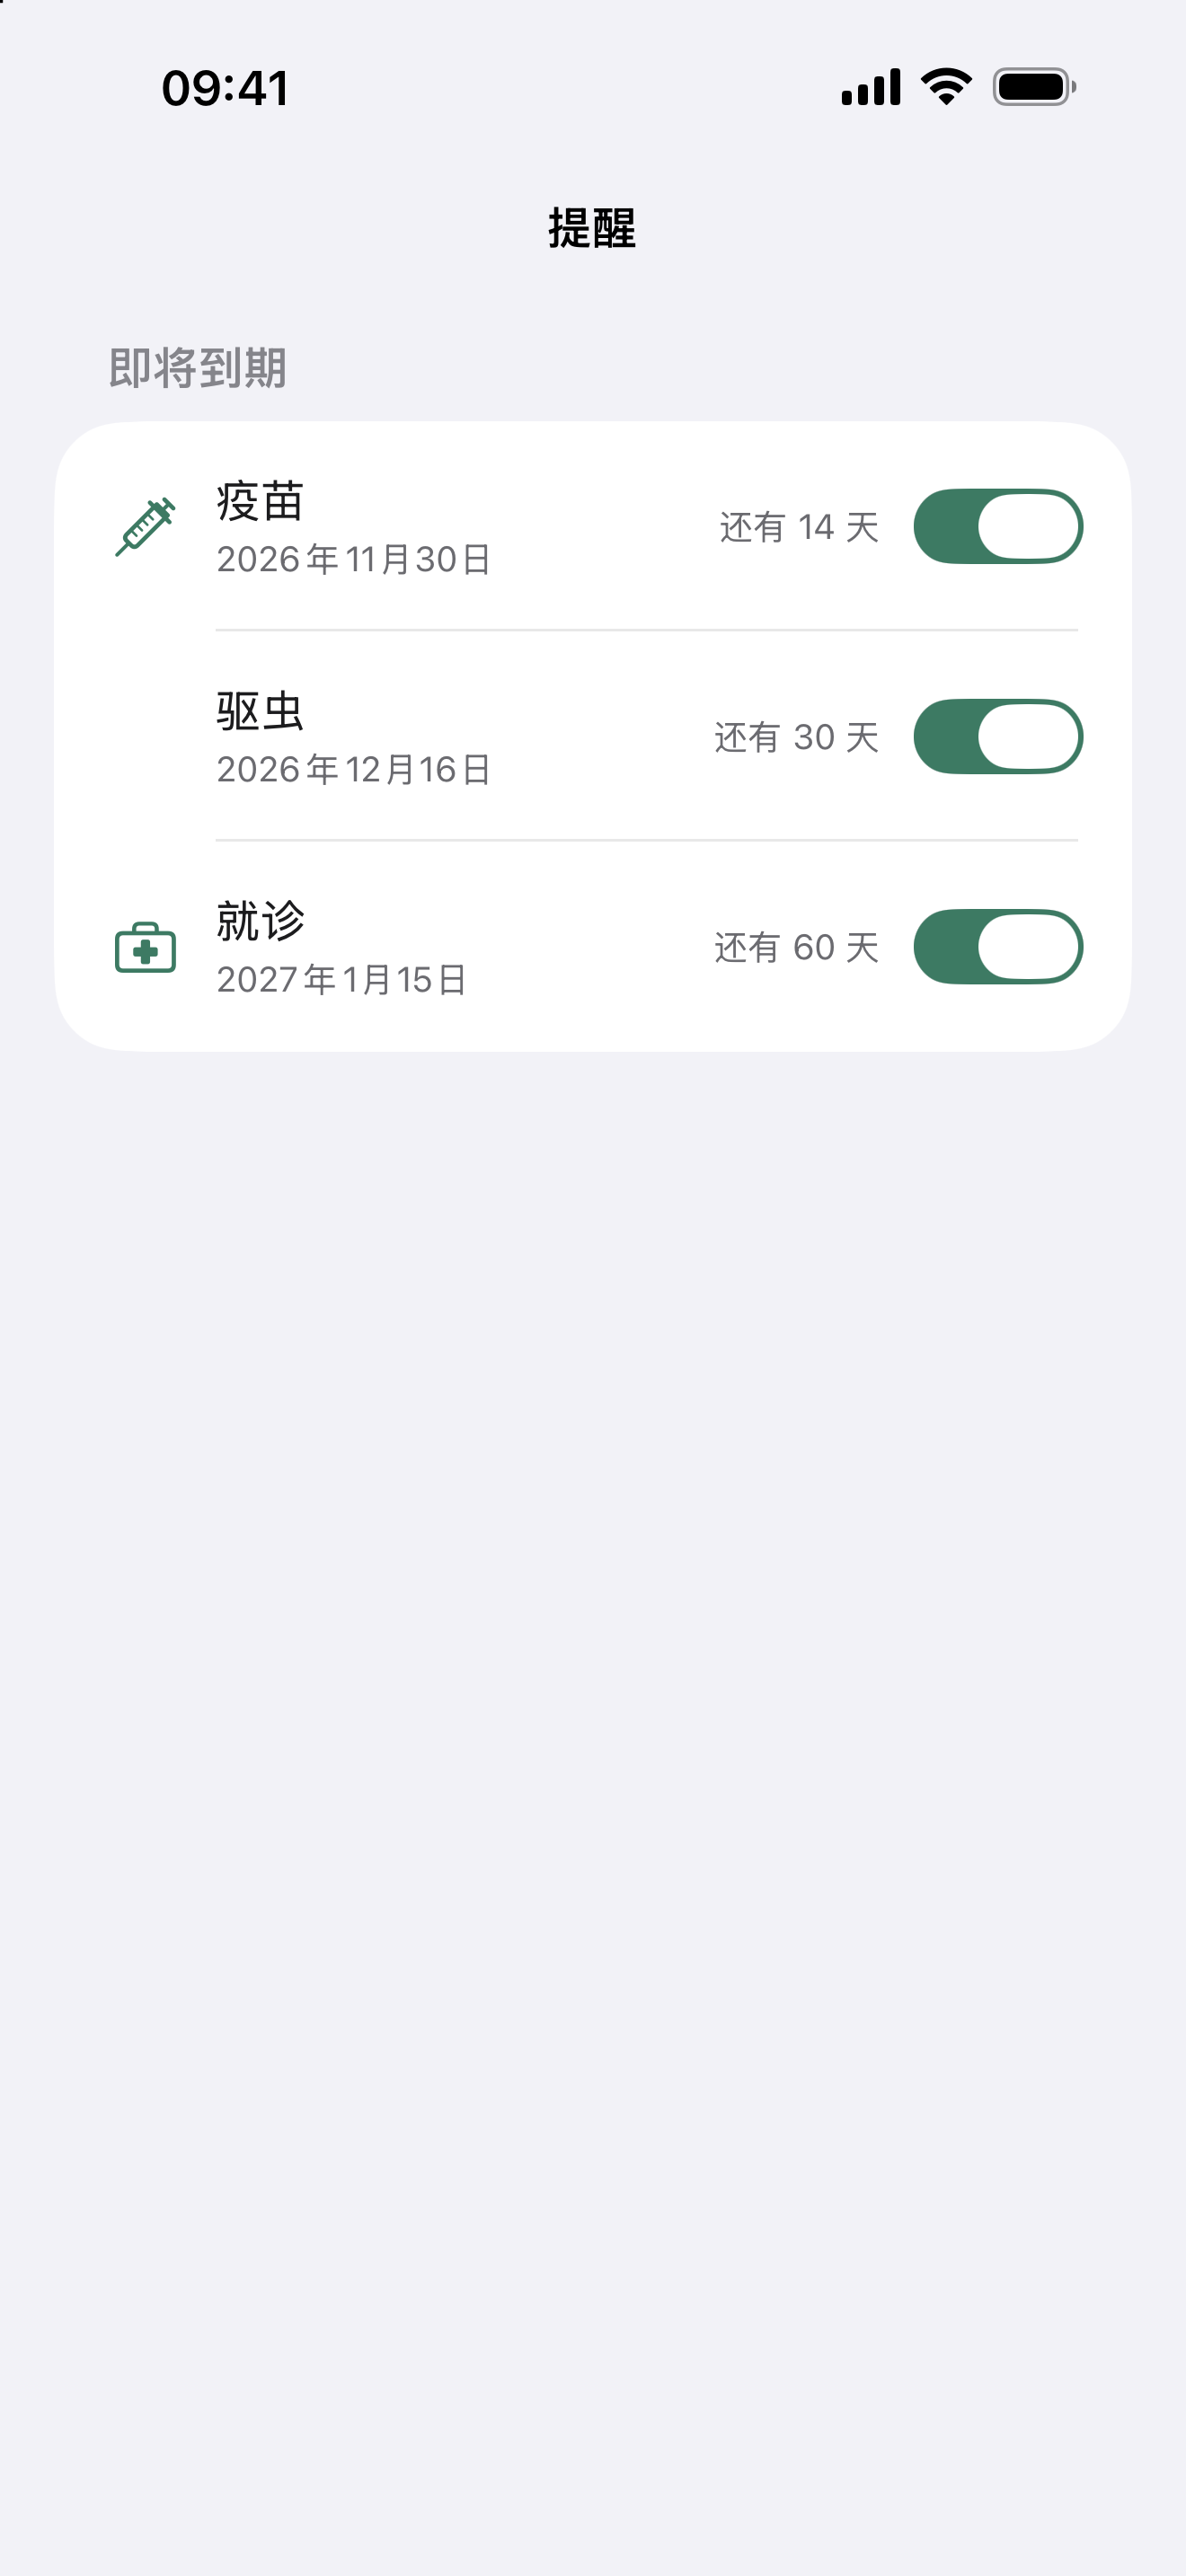 09:41
提醒
即将到期
疫苗
2026年11月30日
还有 14 天
驱虫
2026年12月16日
还有 30 天
就诊
2027年1月15日
还有 60 天